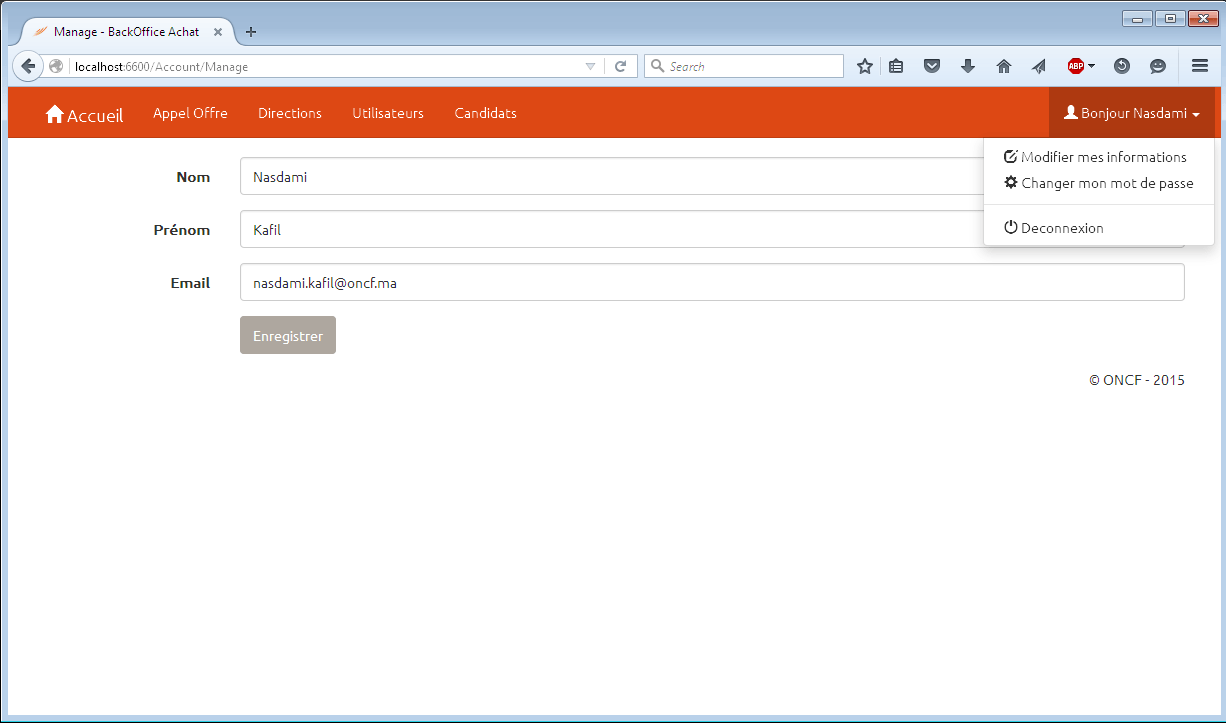 Manage - BackOffice Achat
localhost:6600/Account/Manage
Search
ABP
Accueil Appel Offre Directions Utilisateurs Candidats Bonjour Nasdami
Modifier mes informations
Changer mon mot de passe
Deconnexion
Nom Nasdami
Prénom Kafil
Email nasdami.kafil@oncf.ma
Enregistrer
© ONCF - 2015